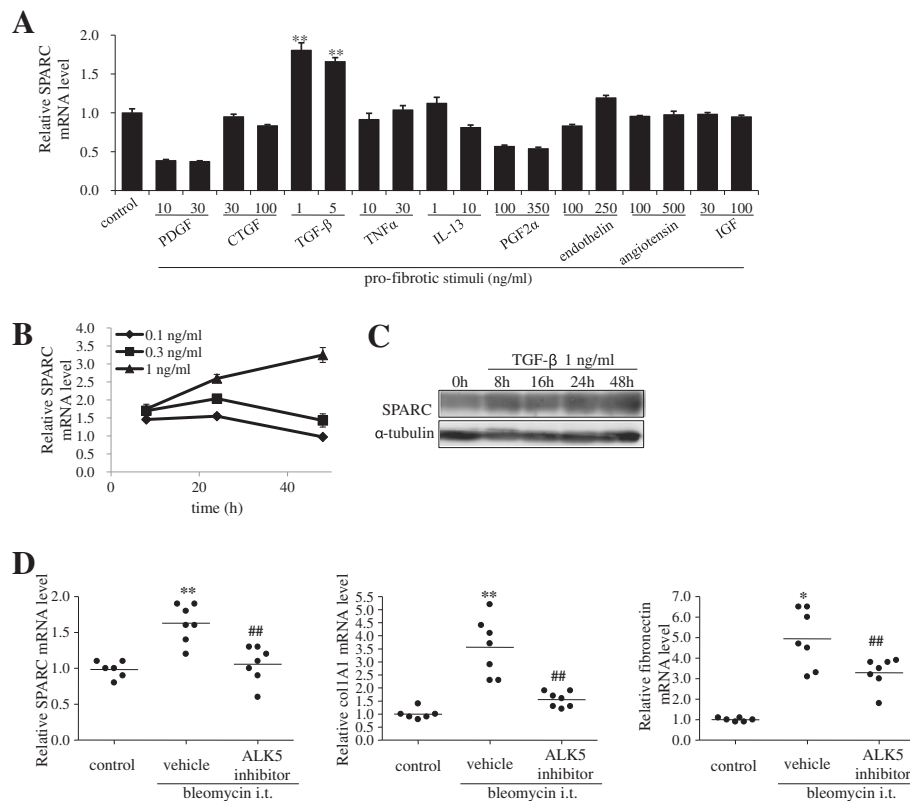 A
Relative SPARC
mRNA level
2.0
1.5
1.0
0.5
0.0
** **
control
10 30 30 100 1 5 10 30 1 10 100 350 100 250 100 500 30 100
PDGF CTGF TGF-β TNFα IL-13 PGF2α endothelin angiotensin IGF
pro-fibrotic stimuli (ng/ml)
B
Relative SPARC
mRNA level
4.0
3.5
3.0
2.5
2.0
1.5
1.0
0.5
0.0
0.1 ng/ml
0.3 ng/ml
1 ng/ml
0 20 40
time (h)
C
TGF-β 1 ng/ml
0h 8h 16h 24h 48h
SPARC
α-tubulin
D
Relative SPARC mRNA level
2.0
1.5
1.0
0.5
0.0
**
##
control vehicle ALK5
inhibitor
bleomycin i.t.
Relative col1A1 mRNA level
5.5
5.0
4.5
4.0
3.5
3.0
2.5
2.0
1.5
1.0
0.5
0.0
**
##
control vehicle ALK5
inhibitor
bleomycin i.t.
Relative fibronectin
mRNA level
7.0
6.0
5.0
4.0
3.0
2.0
1.0
0.0
*
##
control vehicle ALK5
inhibitor
bleomycin i.t.